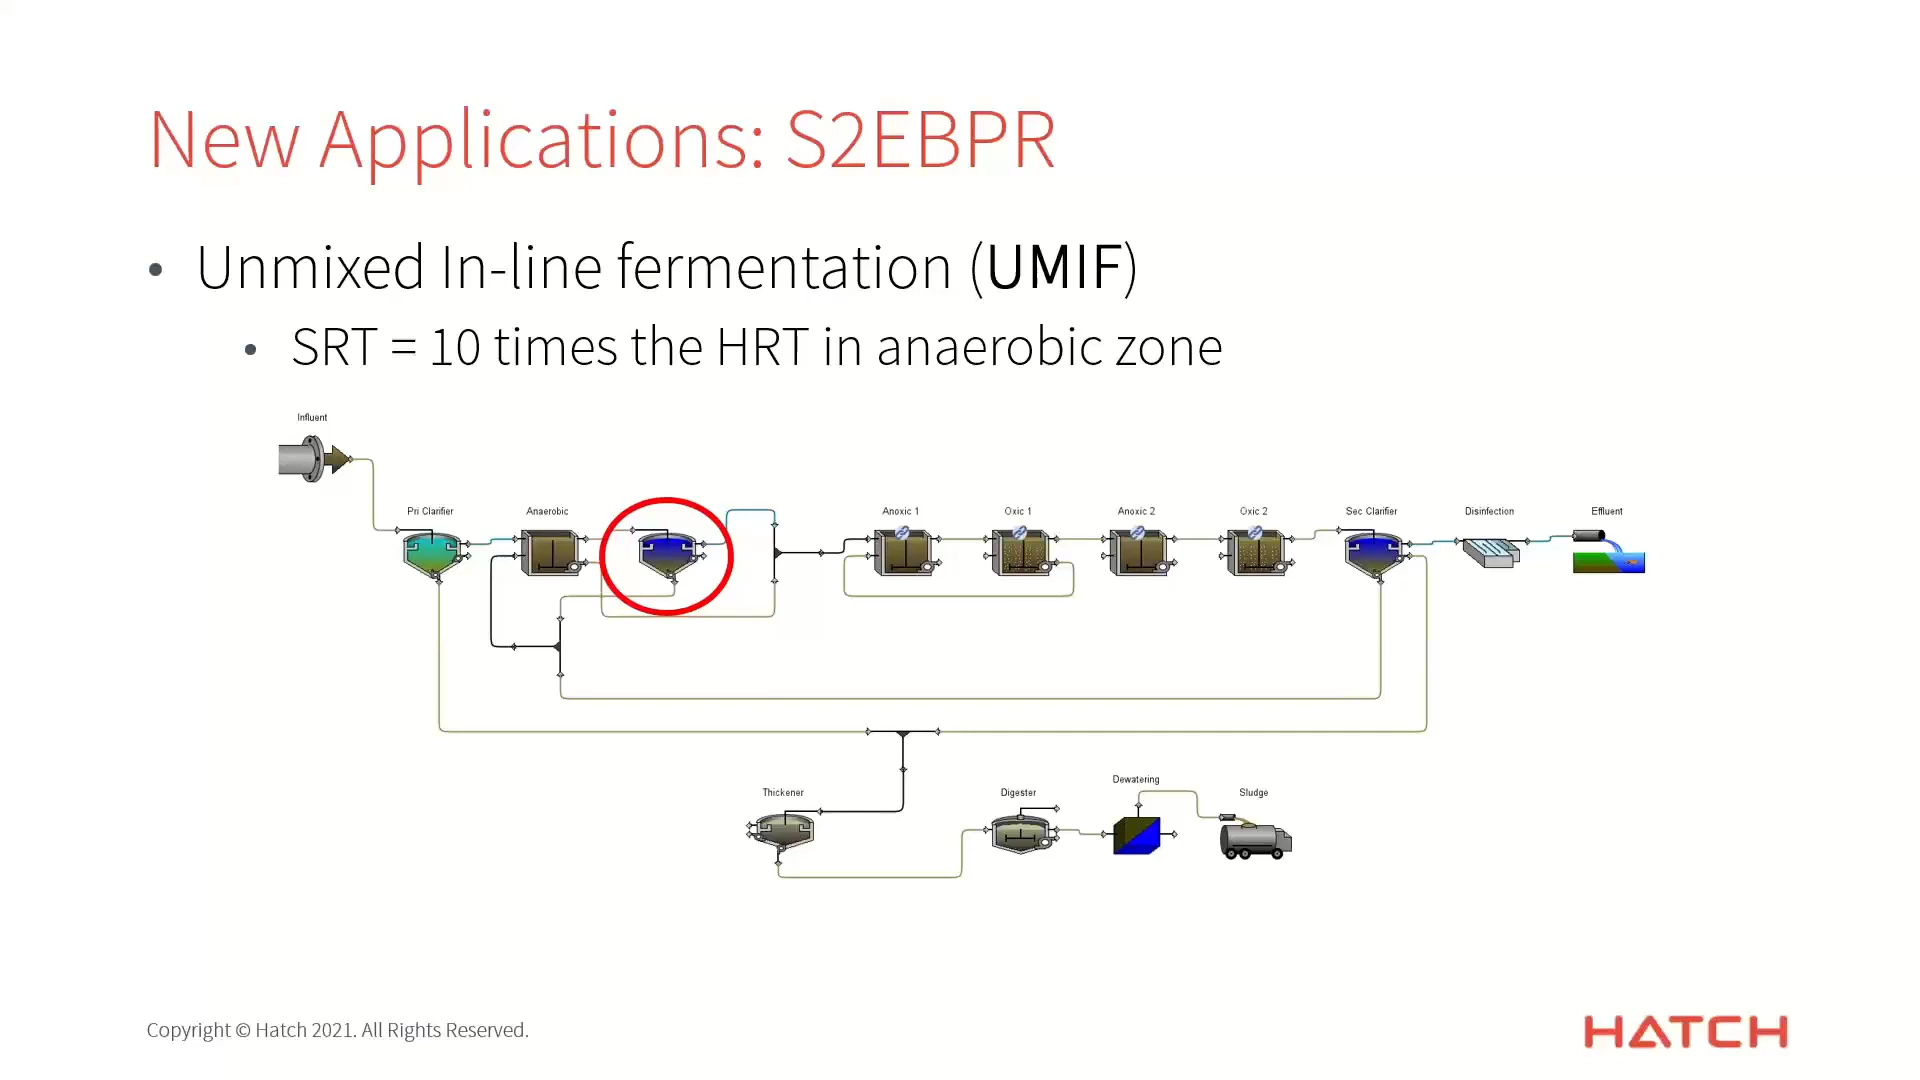 New Applications: S2EBPR
• Unmixed In-line fermentation (UMIF)
• SRT = 10 times the HRT in anaerobic zone
Influent
Pri Clarifier
Anaerobic
Anoxic 1
Oxic 1
Anoxic 2
Oxic 2
Sec Clarifier
Disinfection
Effluent
Thickener
Digester
Dewatering
Sludge
Copyright © Hatch 2021. All Rights Reserved.
HATCH